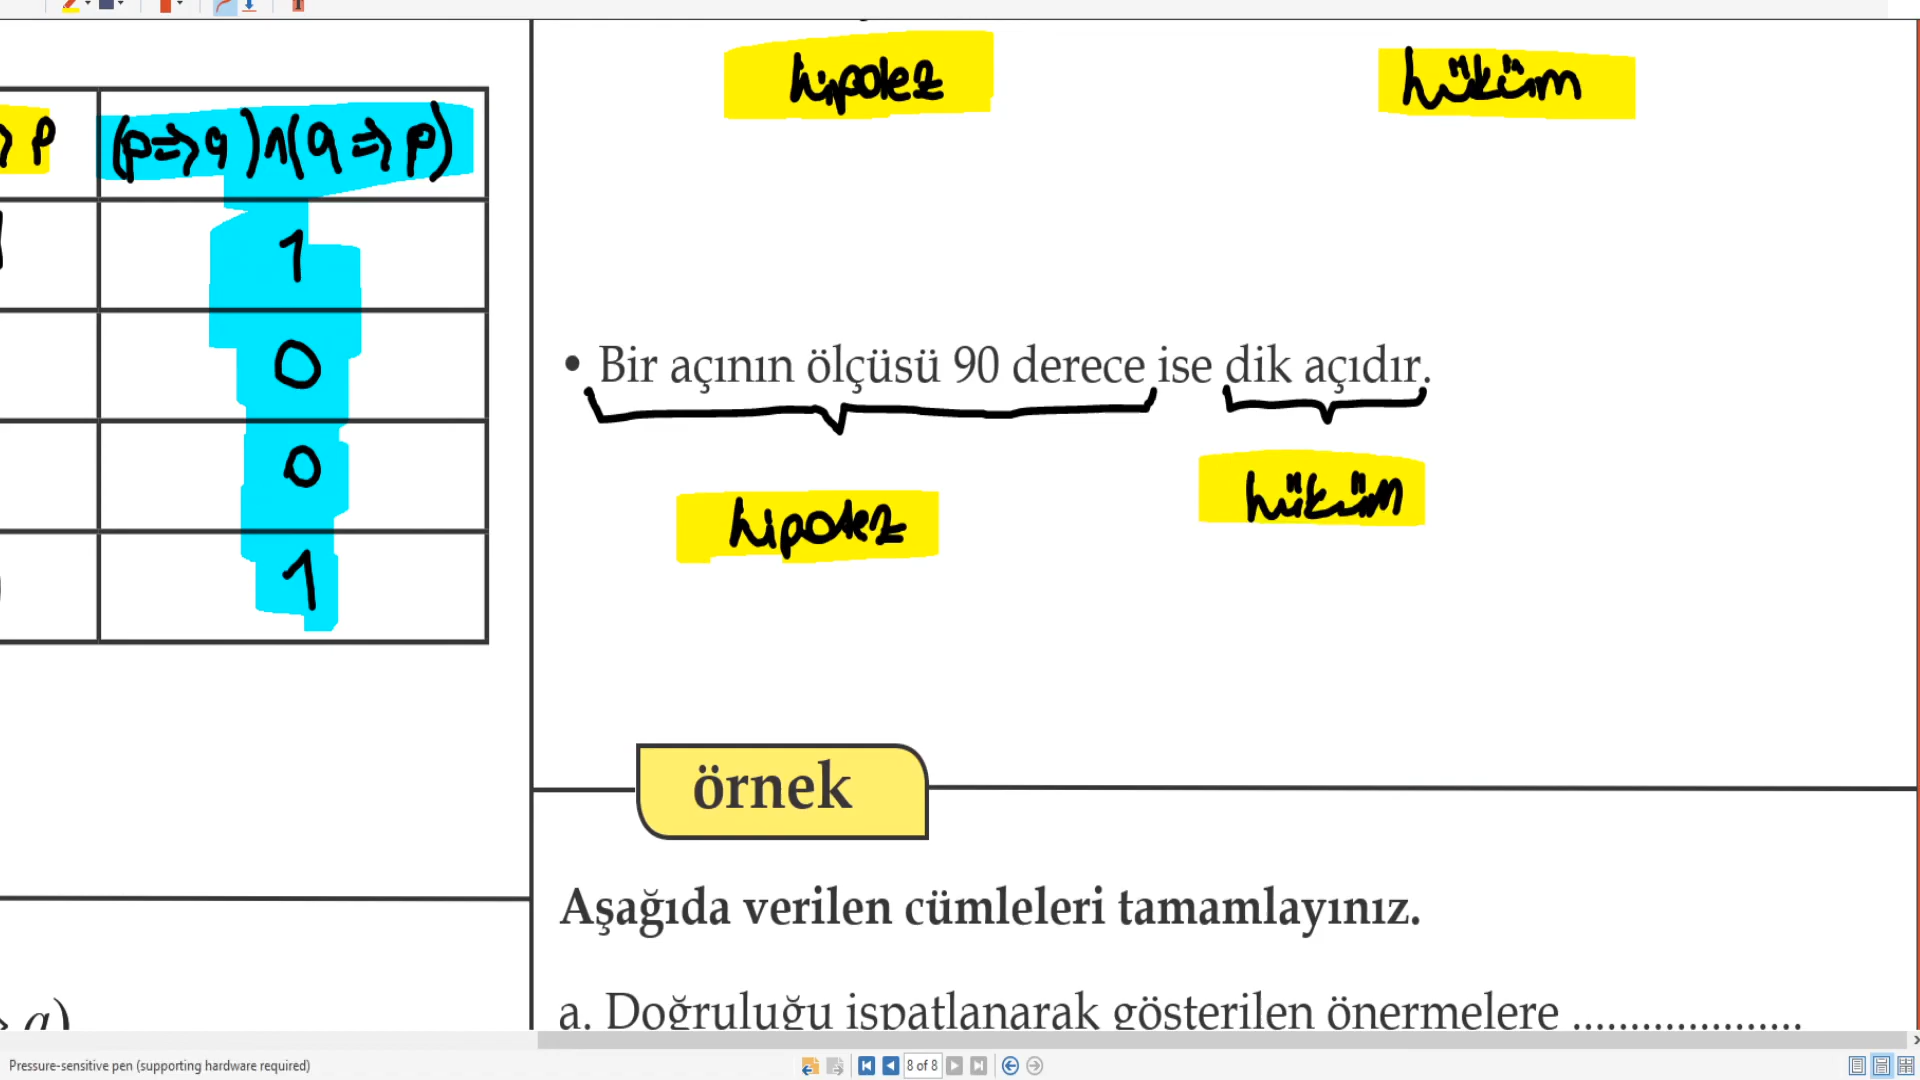 ⇒ p
(p⇒q)∧(q⇒p)
1
0
0
1
q)
hipotez
hüküm
• Bir açının ölçüsü 90 derece ise dik açıdır.
hipotez
hüküm
örnek
Aşağıda verilen cümleleri tamamlayınız.
a. Doğruluğu ispatlanarak gösterilen önermelere ....................
Pressure-sensitive pen (supporting hardware required)
8 of 8